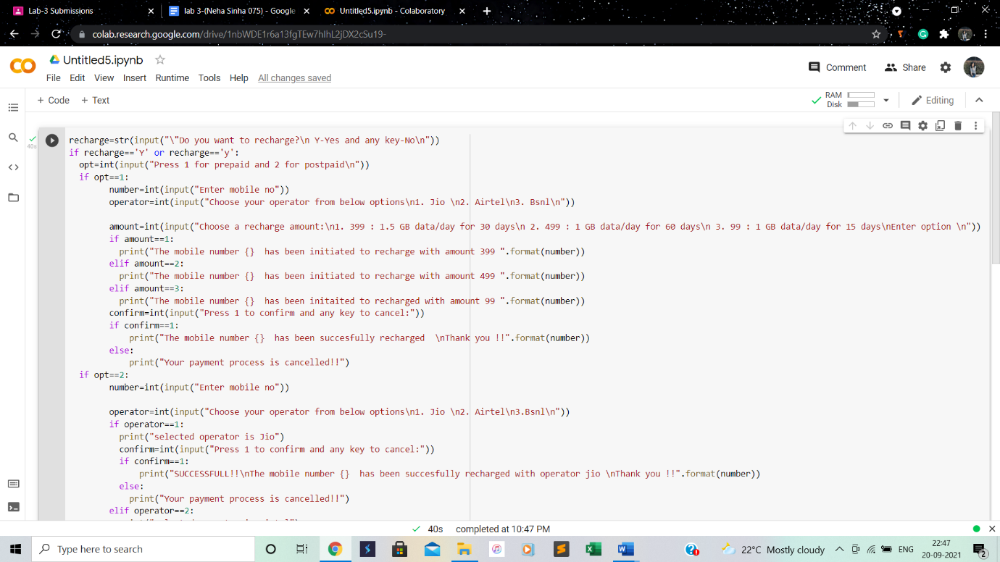 Lab-3 Submissions
lab 3-(Neha Sinha 075) - Google
Untitled5.ipynb - Colaboratory
colab.research.google.com/drive/1nbWDE1r6a13fgTEw7hIhL2jDX2cSu19-
Untitled5.ipynb
File Edit View Insert Runtime Tools Help All changes saved
Comment Share
+ Code + Text
RAM
Disk
Editing
40s
recharge=str(input("\"Do you want to recharge?\n Y-Yes and any key-No\n"))
if recharge=='Y' or recharge=='y':
  opt=int(input("Press 1 for prepaid and 2 for postpaid\n"))
  if opt==1:
        number=int(input("Enter mobile no"))
        operator=int(input("Choose your operator from below options\n1. Jio \n2. Airtel\n3. Bsnl\n"))
        amount=int(input("Choose a recharge amount:\n1. 399 : 1.5 GB data/day for 30 days\n 2. 499 : 1 GB data/day for 60 days\n 3. 99 : 1 GB data/day for 15 days\nEnter option \n"))
        if amount==1:
          print("The mobile number {}  has been initiated to recharge with amount 399 ".format(number))
        elif amount==2:
          print("The mobile number {}  has been initiated to recharge with amount 499 ".format(number))
        elif amount==3:
          print("The mobile number {}  has been initaited to recharged with amount 99 ".format(number))
        confirm=int(input("Press 1 to confirm and any key to cancel:"))
        if confirm==1:
            print("The mobile number {}  has been succesfully recharged  \nThank you !!".format(number))
        else:
            print("Your payment process is cancelled!!")
  if opt==2:
        number=int(input("Enter mobile no"))
        operator=int(input("Choose your operator from below options\n1. Jio \n2. Airtel\n3.Bsnl\n"))
        if operator==1:
          print("selected operator is Jio")
          confirm=int(input("Press 1 to confirm and any key to cancel:"))
          if confirm==1:
              print("SUCCESSFULL!!\nThe mobile number {}  has been succesfully recharged with operator jio \nThank you !!".format(number))
          else:
            print("Your payment process is cancelled!!")
        elif operator==2:
40s completed at 10:47 PM
Type here to search
22°C Mostly cloudy
ENG
22:47
20-09-2021
2